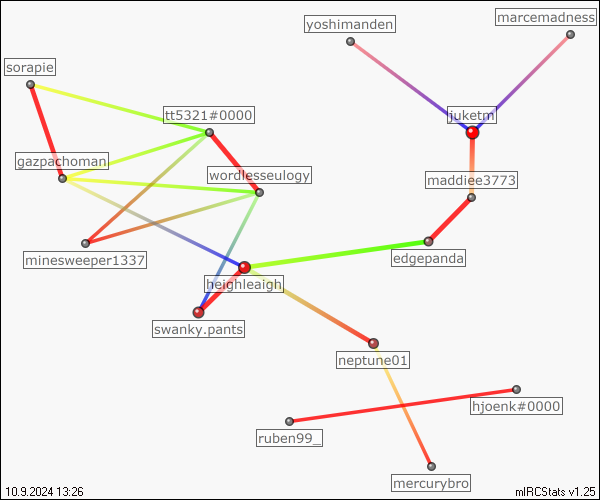 yoshimanden
marcemadness
sorapie
tt5321#0000
juketm
gazpachoman
wordlesseulogy
maddiee3773
minesweeper1337
edgepanda
heighleaigh
swanky.pants
neptune01
hjoenk#0000
ruben99_
mercurybro
10.9.2024 13:26
mIRCStats v1.25